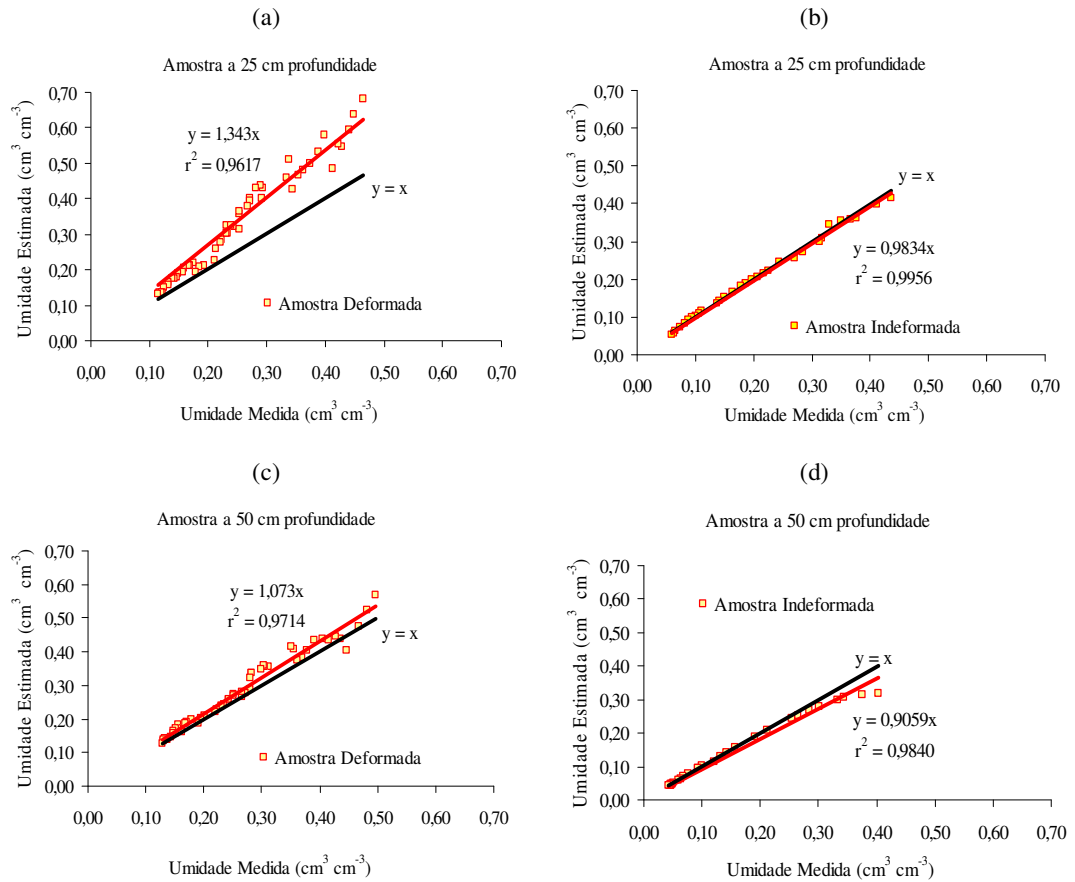 (a)
Amostra a 25 cm profundidade
Umidade Estimada (cm³ cm⁻³)
0,70
0,60
0,50
0,40
0,30
0,20
0,10
0,00
y = 1,343x
r² = 0,9617
y = x
Amostra Deformada
0,00 0,10 0,20 0,30 0,40 0,50 0,60 0,70
Umidade Medida (cm³ cm⁻³)
(b)
Amostra a 25 cm profundidade
Umidade Estimada (cm³ cm⁻³)
0,70
0,60
0,50
0,40
0,30
0,20
0,10
0,00
y = x
y = 0,9834x
r² = 0,9956
Amostra Indeformada
0,00 0,10 0,20 0,30 0,40 0,50 0,60 0,70
Umidade Medida (cm³ cm⁻³)
(c)
Amostra a 50 cm profundidade
Umidade Estimada (cm³ cm⁻³)
0,70
0,60
0,50
0,40
0,30
0,20
0,10
0,00
y = 1,073x
r² = 0,9714
y = x
Amostra Deformada
0,00 0,10 0,20 0,30 0,40 0,50 0,60 0,70
Umidade Medida (cm³ cm⁻³)
(d)
Amostra a 50 cm profundidade
Umidade Estimada (cm³ cm⁻³)
0,70
0,60
0,50
0,40
0,30
0,20
0,10
0,00
Amostra Indeformada
y = x
y = 0,9059x
r² = 0,9840
0,00 0,10 0,20 0,30 0,40 0,50 0,60 0,70
Umidade Medida (cm³ cm⁻³)